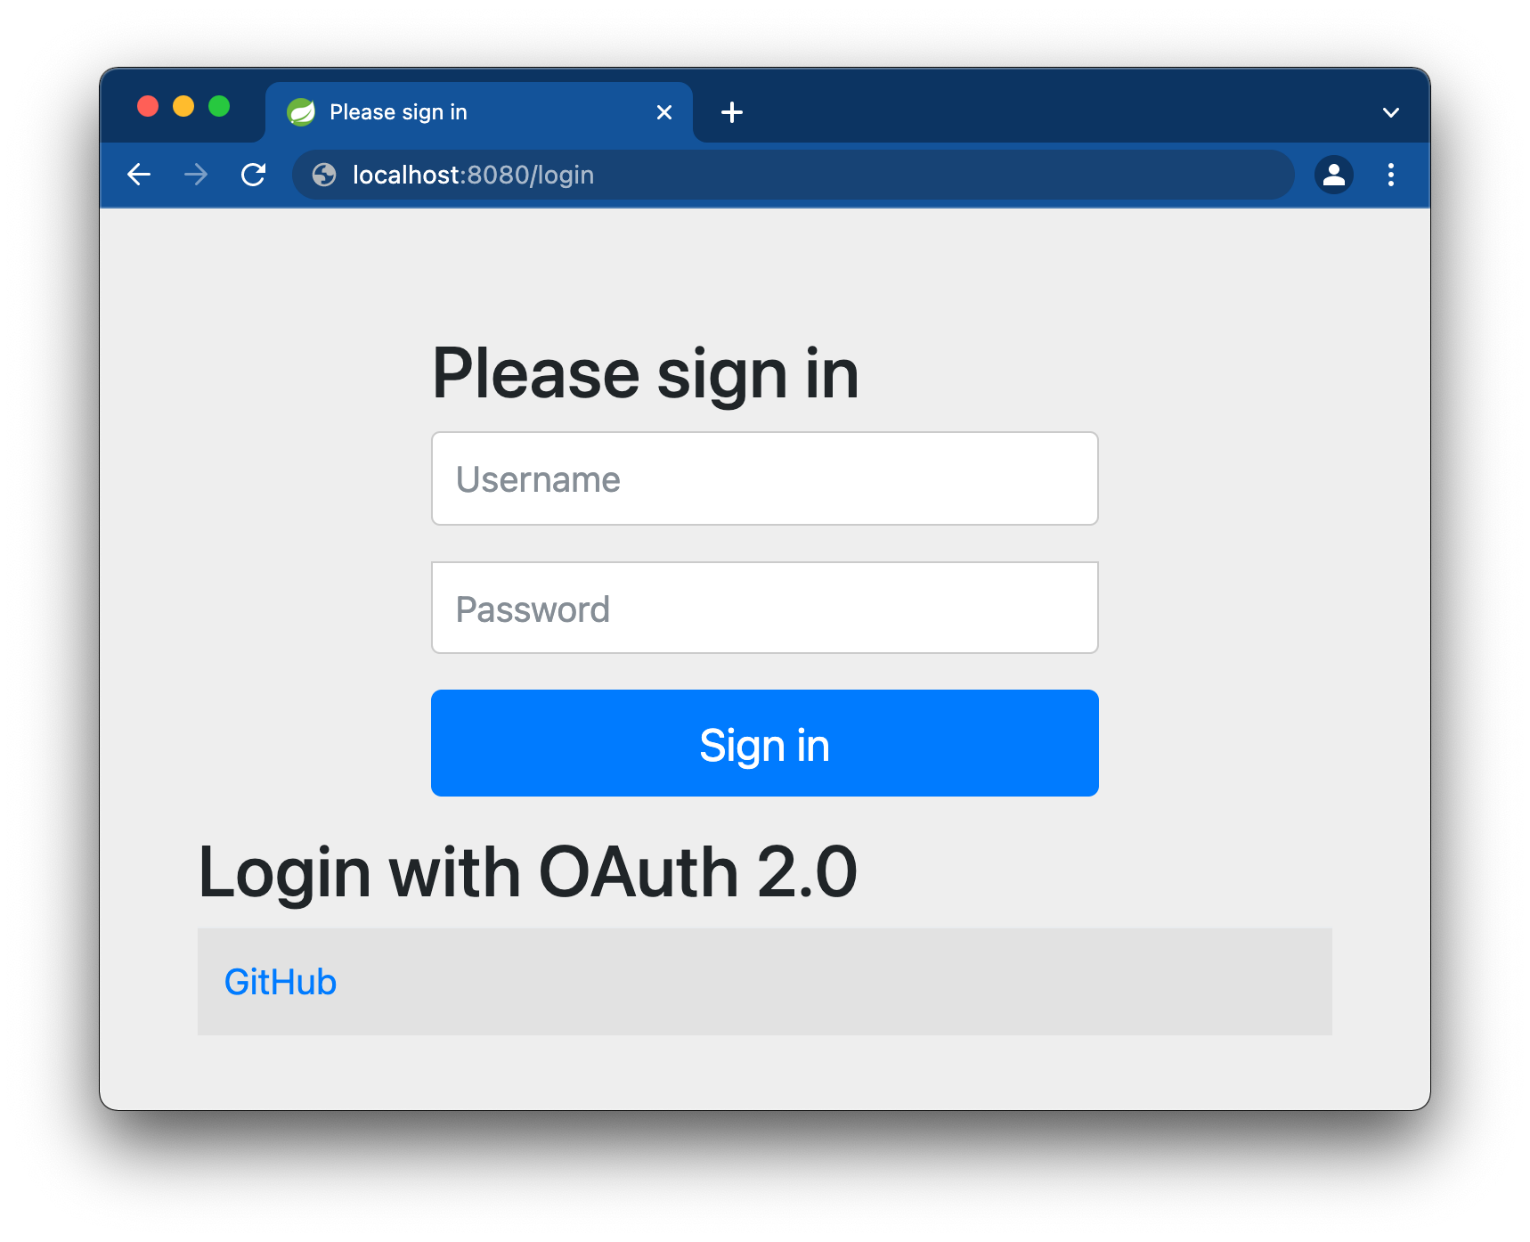 Please sign in
localhost:8080/login
Please sign in
Username
Password
Sign in
Login with OAuth 2.0
GitHub